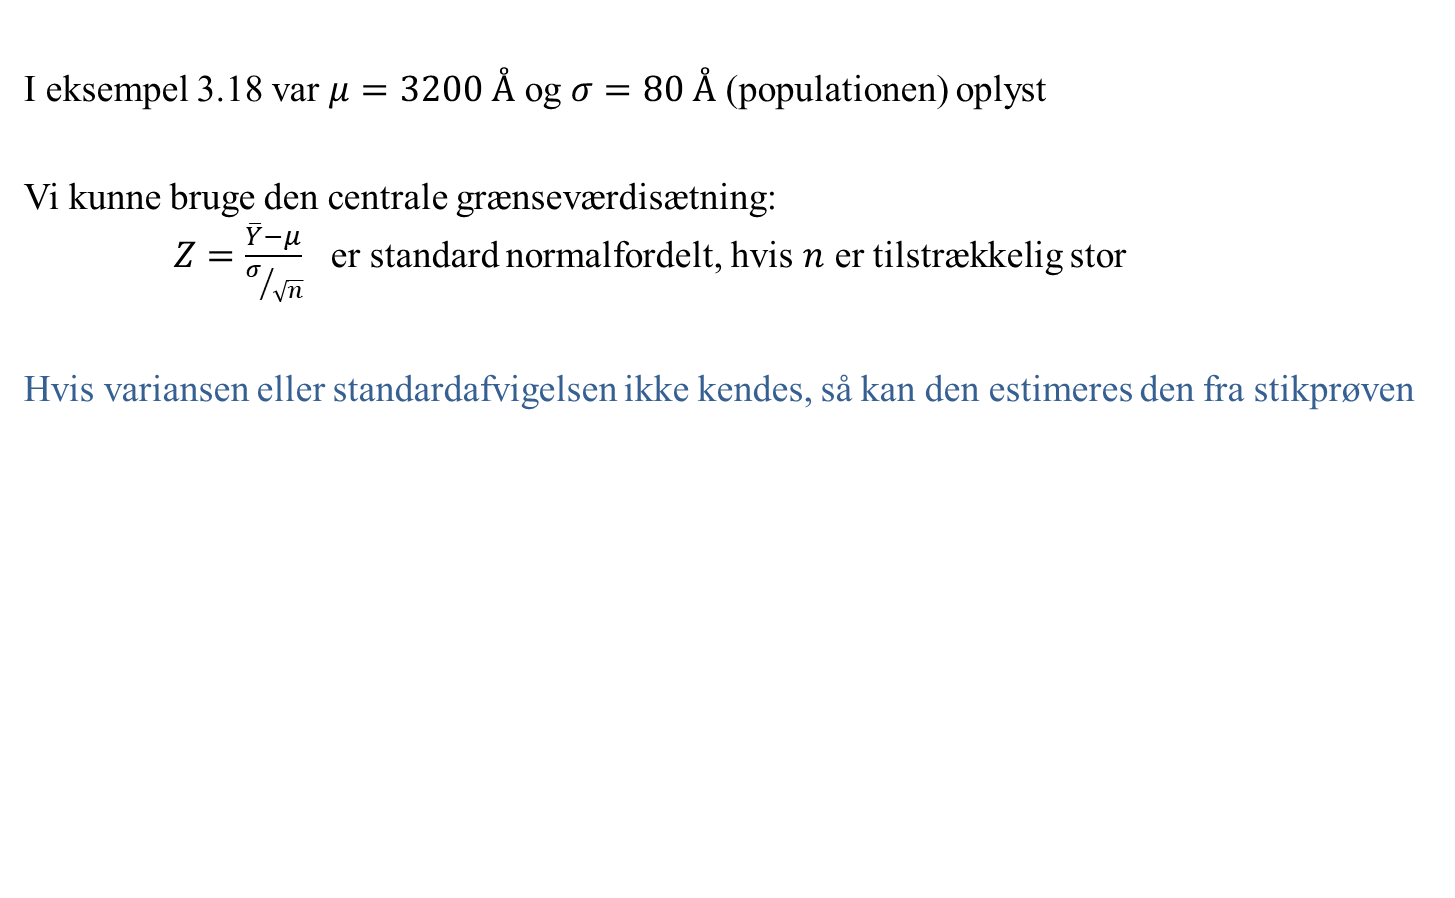 I eksempel 3.18 var μ = 3200 Å og σ = 80 Å (populationen) oplyst
Vi kunne bruge den centrale grænseværdisætning:
Z = (Ȳ−μ)/(σ/√n) er standard normalfordelt, hvis n er tilstrækkelig stor
Hvis variansen eller standardafvigelsen ikke kendes, så kan den estimeres den fra stikprøven